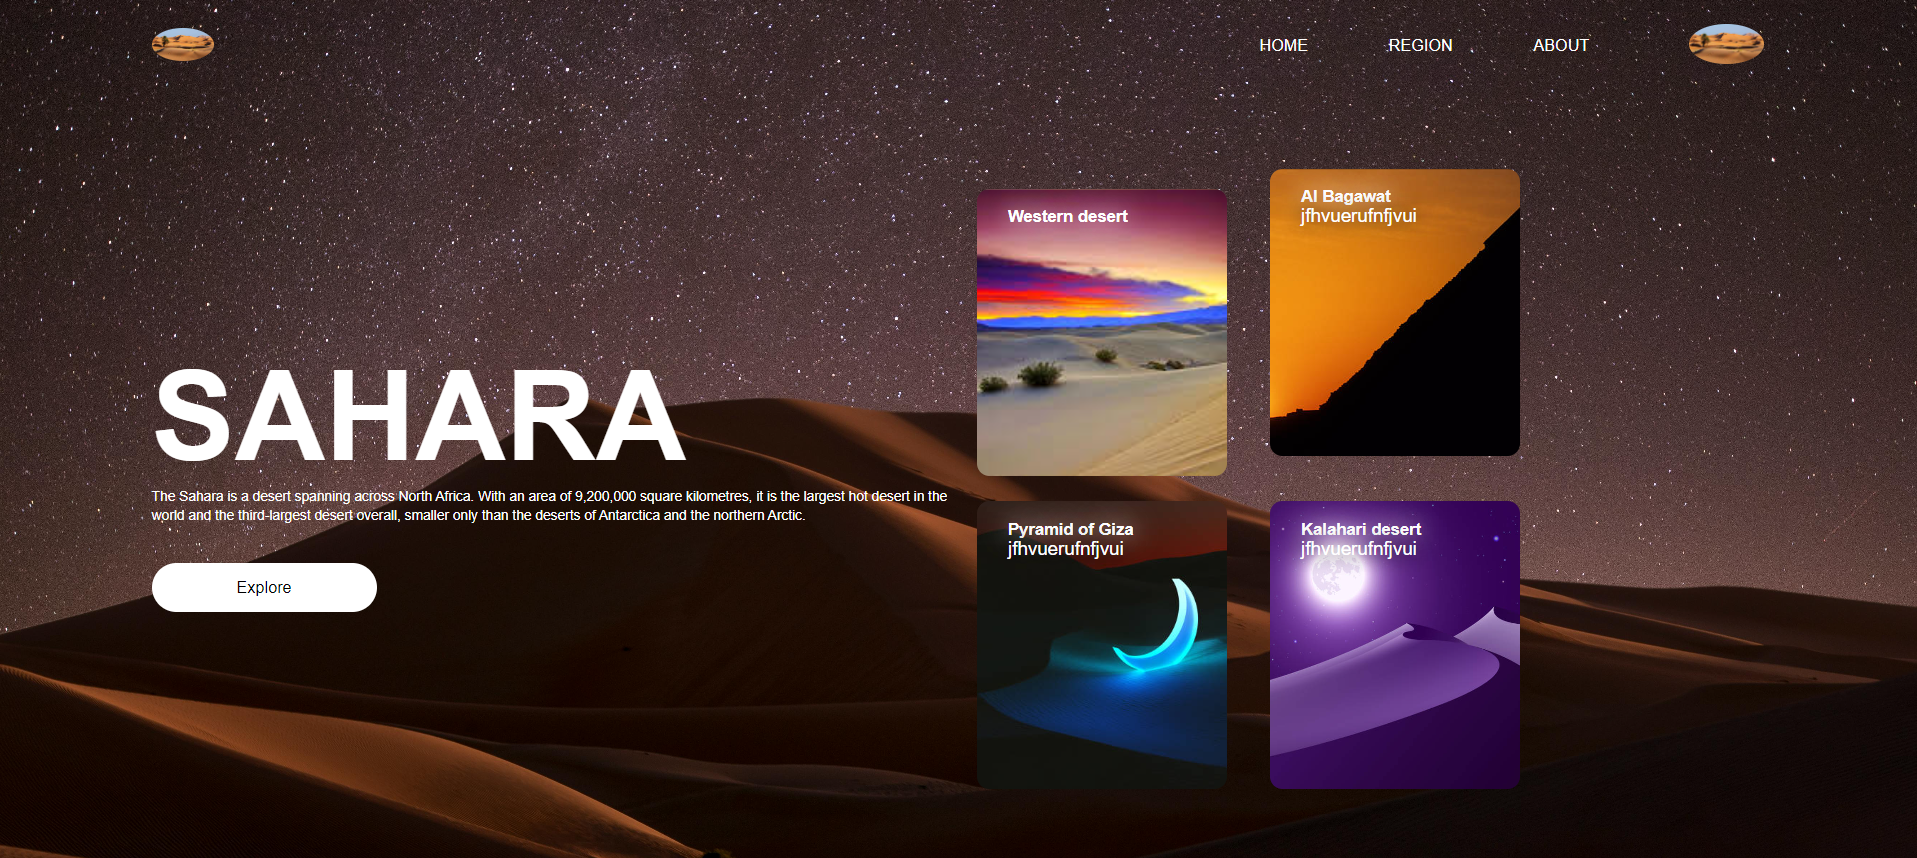 HOME
REGION
ABOUT
SAHARA
The Sahara is a desert spanning across North Africa. With an area of 9,200,000 square kilometres, it is the largest hot desert in the
world and the third-largest desert overall, smaller only than the deserts of Antarctica and the northern Arctic.
Explore
Western desert
Al Bagawat
jfhvuerufnfjvui
Pyramid of Giza
jfhvuerufnfjvui
Kalahari desert
jfhvuerufnfjvui